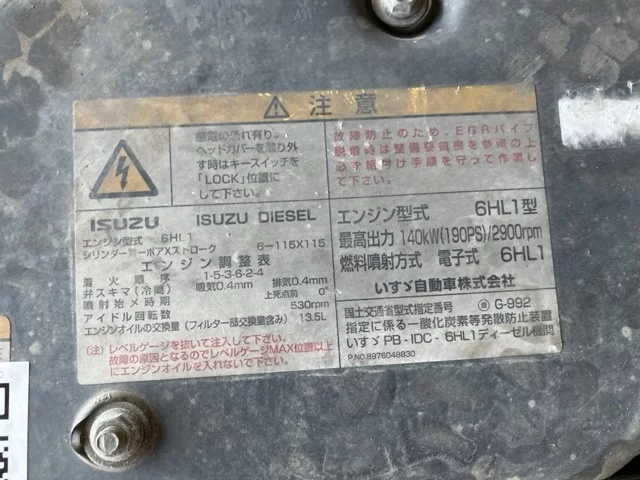 注意
感電の恐れ有り。
ヘッドカバーを取り外
す時はキースイッチを
「LOCK」位置に
して下さい。
故障防止のため、EGRパイプ
脱着時は整備要領書を参照の上
必ず組付け手順を守って作業し
て下さい。
ISUZU ISUZU DIESEL
エンジン型式 6HL1
シリンダー数ーボアXストローク 6-115X115
エンジン調整表
着火順序 1-5-3-6-2-4
弁スキマ(冷間) 吸気0.4mm 排気0.4mm
噴射始メ時期 上死点前 0°
アイドル回転数 530rpm
エンジンオイルの交換量(フィルター部交換量含み) 13.5L
(注)レベルゲージを抜いて注入して下さい。
故障の原因となるのでレベルゲージMAX位置以上
にエンジンオイルを入れないで下さい。
エンジン型式 6HL1型
最高出力 140kW(190PS)/2900rpm
燃料噴射方式 電子式 6HL1
いすゞ自動車株式会社
国土交通省型式指定番号 G-992
指定に係る一酸化炭素等発散防止装置
いすゞPB-IDC-6HL1ディーゼル機関
P.NO.8976048830